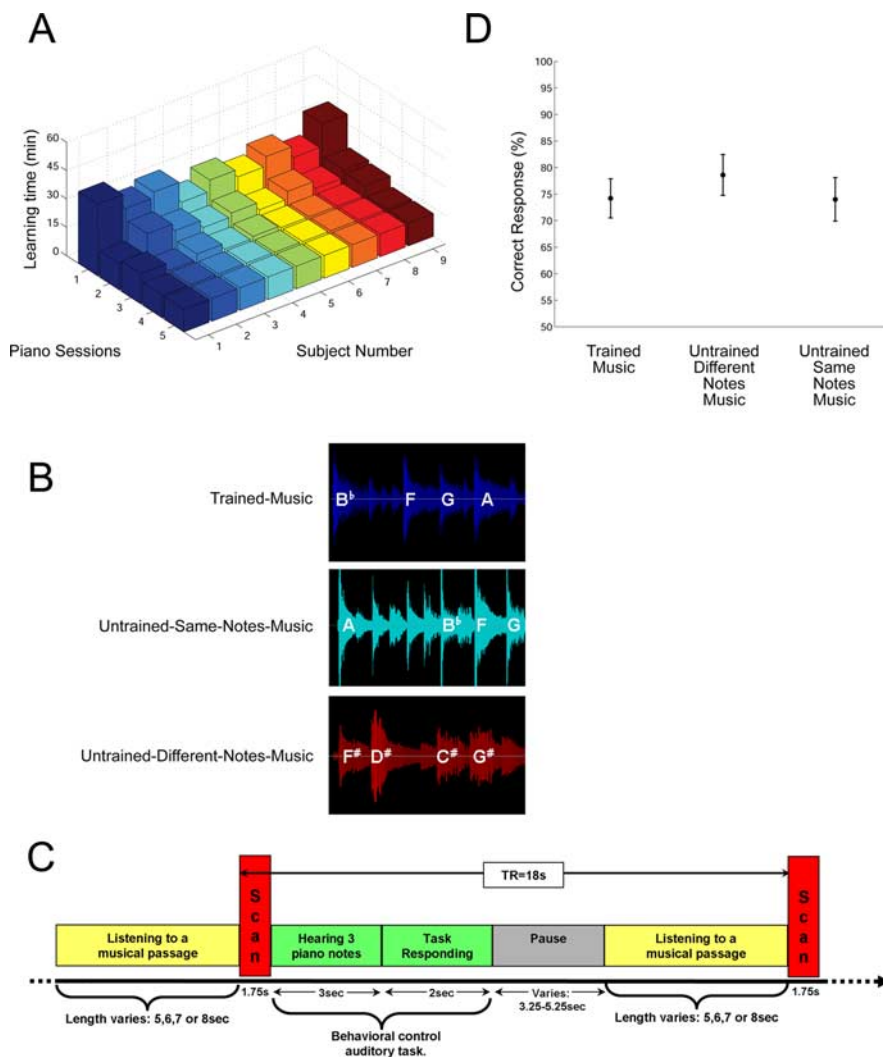 A
Learning time (min)
60
45
30
15
0
1
2
3
4
5
Piano Sessions
1
2
3
4
5
6
7
8
9
Subject Number
D
Correct Response (%)
100
95
90
85
80
75
70
65
60
55
50
Trained
Music
Untrained
Different
Notes
Music
Untrained
Same
Notes
Music
B
Trained-Music
B♭ F G A
Untrained-Same-Notes-Music
A B♭ F G
Untrained-Different-Notes-Music
F# D# C# G#
C
TR=18s
Listening to a
musical passage
Scan
Hearing 3
piano notes
Task
Responding
Pause
Listening to a
musical passage
Scan
Length varies: 5,6,7 or 8sec
1.75s
3sec
2sec
Varies:
3.25-5.25sec
Length varies: 5,6,7 or 8sec
1.75s
Behavioral control
auditory task.